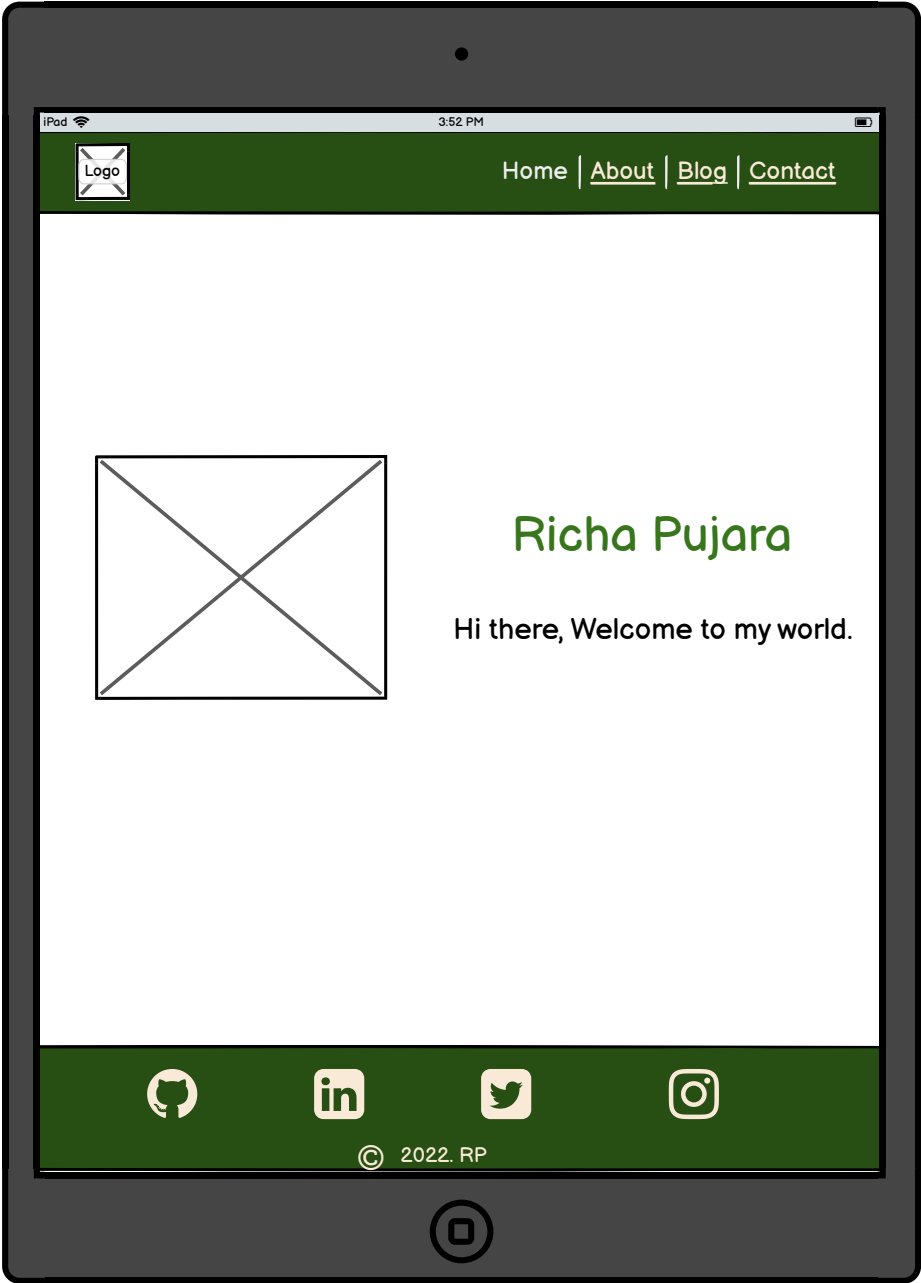 iPad 3:52 PM
Logo Home About Blog Contact
Richa Pujara
Hi there, Welcome to my world.
in
© 2022. RP